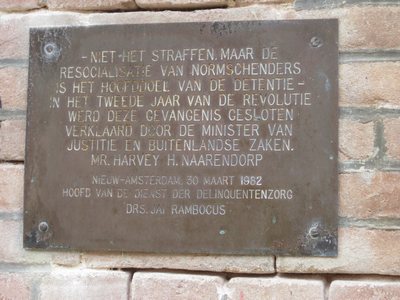 - NIET HET STRAFFEN, MAAR DE
RESOCIALISATIE VAN NORMSCHENDERS
IS HET HOOFDDOEL VAN DE DETENTIE -
IN HET TWEEDE JAAR VAN DE REVOLUTIE
WERD DEZE GEVANGENIS GESLOTEN
VERKLAARD DOOR DE MINISTER VAN
JUSTITIE EN BUITENLANDSE ZAKEN.
MR. HARVEY H. NAARENDORP
NIEUW-AMSTERDAM, 30 MAART 1982
HOOFD VAN DE DIENST DER DELINQUENTENZORG
DRS. JAI RAMBOCUS